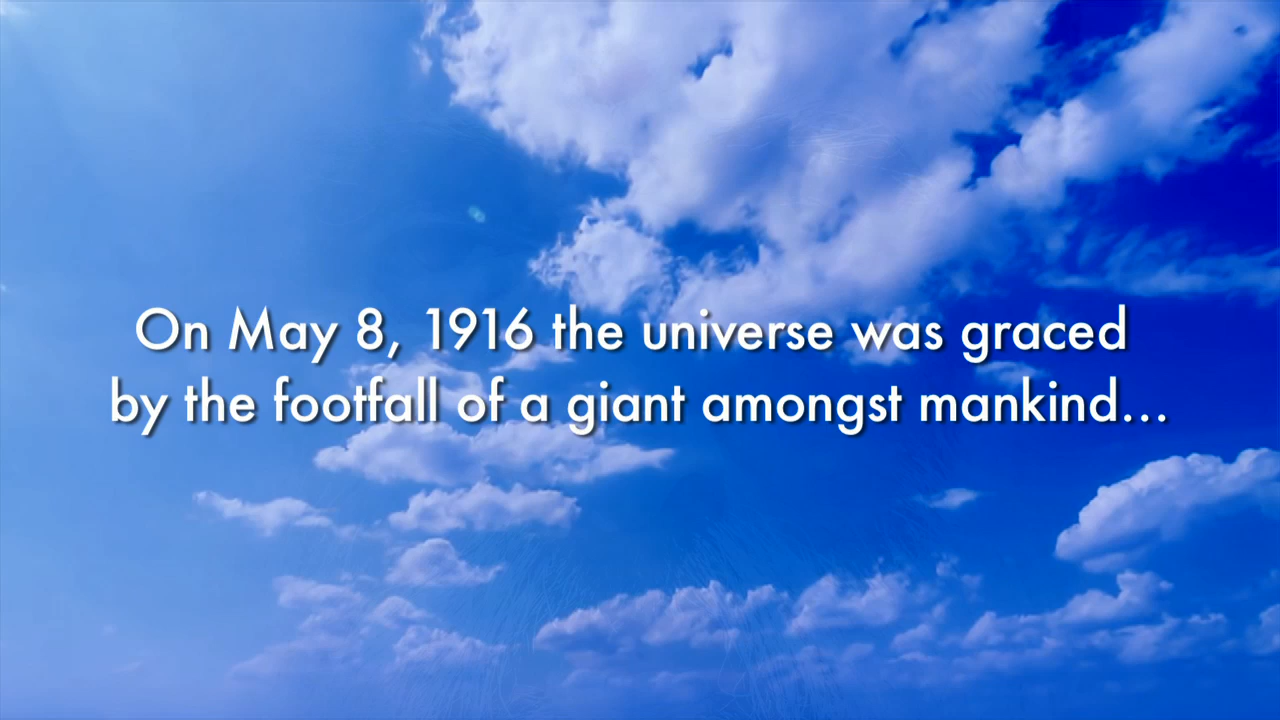 On May 8, 1916 the universe was graced
by the footfall of a giant amongst mankind...